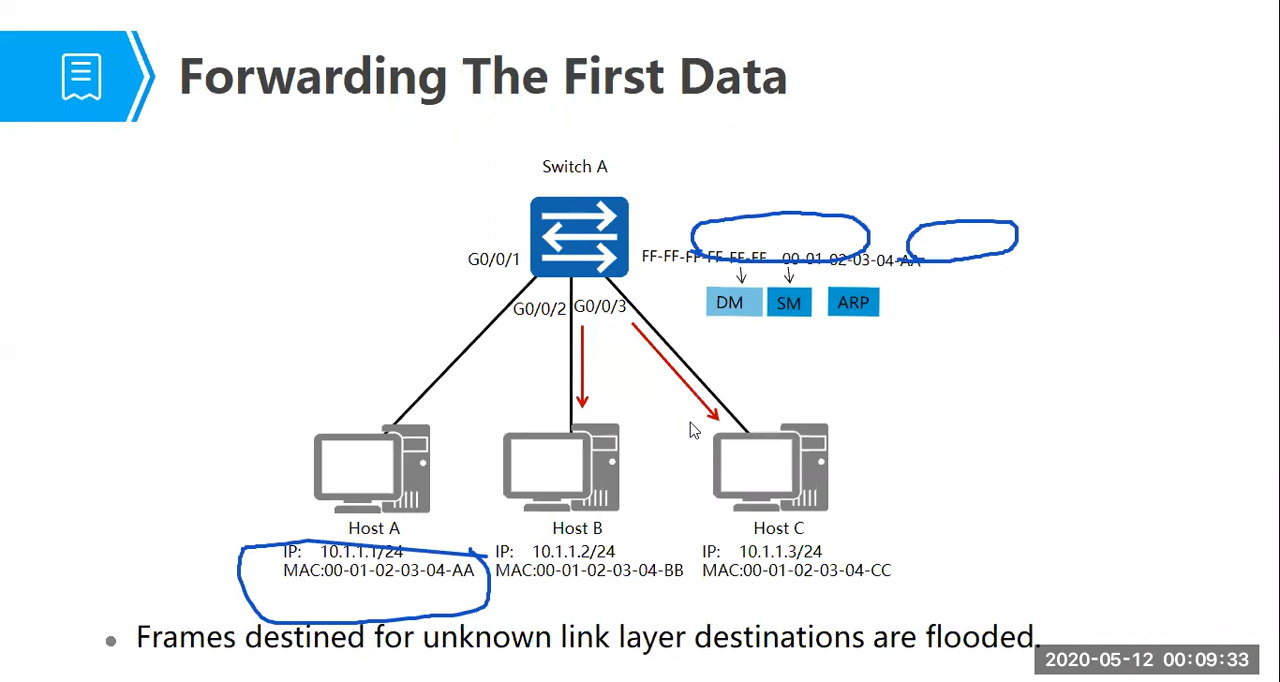 Forwarding The First Data
Switch A
FF-FF-FF-FF-FF-FF 00-01-02-03-04-AA
G0/0/1
DM SM ARP
G0/0/2 G0/0/3
Host A Host B Host C
IP: 10.1.1.1/24 IP: 10.1.1.2/24 IP: 10.1.1.3/24
MAC:00-01-02-03-04-AA MAC:00-01-02-03-04-BB MAC:00-01-02-03-04-CC
Frames destined for unknown link layer destinations are flooded.
2020-05-12 00:09:33